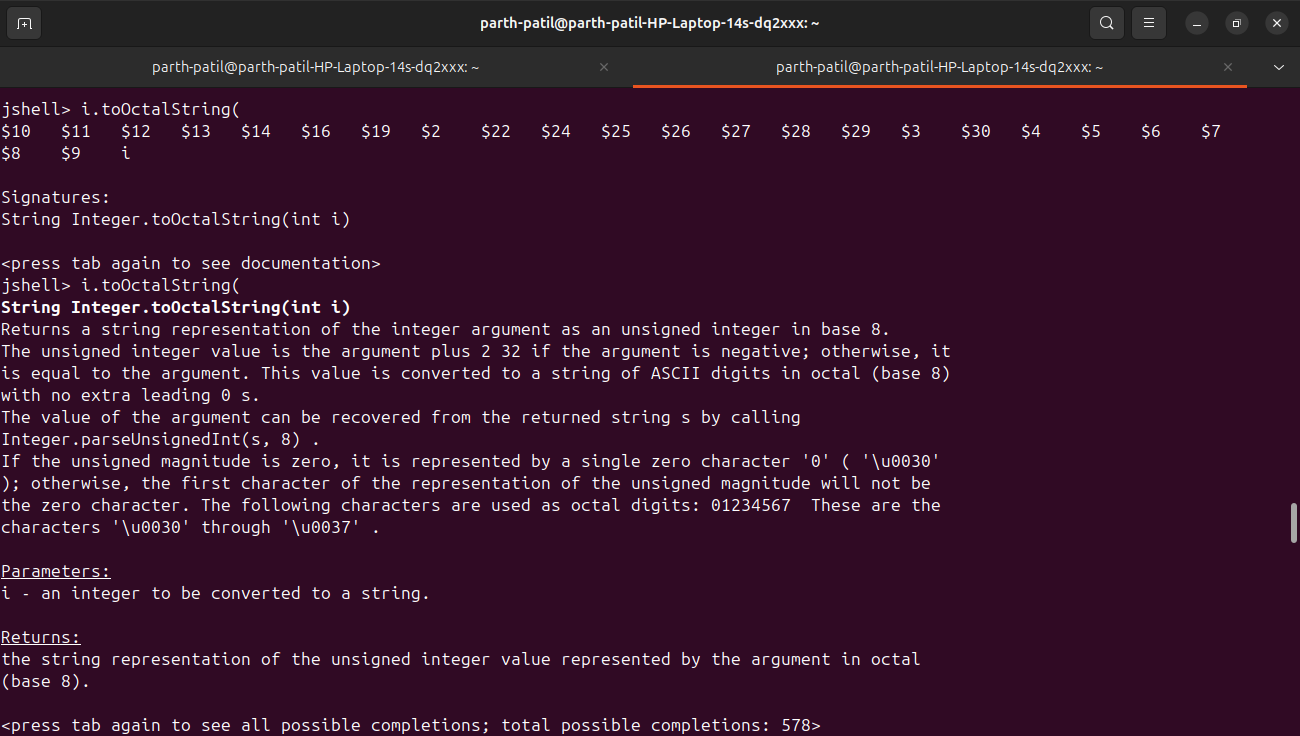 parth-patil@parth-patil-HP-Laptop-14s-dq2xxx: ~
parth-patil@parth-patil-HP-Laptop-14s-dq2xxx: ~
parth-patil@parth-patil-HP-Laptop-14s-dq2xxx: ~
jshell> i.toOctalString(
$10   $11   $12   $13   $14   $16   $19   $2    $22   $24   $25   $26   $27   $28   $29   $3    $30   $4    $5    $6    $7
$8    $9    i
Signatures:
String Integer.toOctalString(int i)
<press tab again to see documentation>
jshell> i.toOctalString(
String Integer.toOctalString(int i)
Returns a string representation of the integer argument as an unsigned integer in base 8.
The unsigned integer value is the argument plus 2 32 if the argument is negative; otherwise, it
is equal to the argument. This value is converted to a string of ASCII digits in octal (base 8)
with no extra leading 0 s.
The value of the argument can be recovered from the returned string s by calling
Integer.parseUnsignedInt(s, 8) .
If the unsigned magnitude is zero, it is represented by a single zero character '0' ( '\u0030'
); otherwise, the first character of the representation of the unsigned magnitude will not be
the zero character. The following characters are used as octal digits: 01234567  These are the
characters '\u0030' through '\u0037' .
Parameters:
i - an integer to be converted to a string.
Returns:
the string representation of the unsigned integer value represented by the argument in octal
(base 8).
<press tab again to see all possible completions; total possible completions: 578>